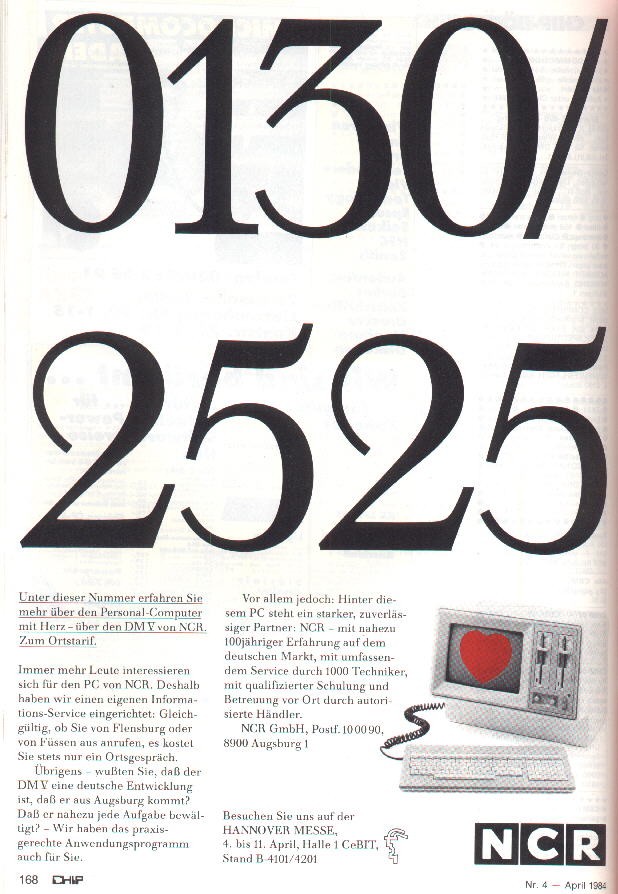 0130/
2525
Unter dieser Nummer erfahren Sie
mehr über den Personal-Computer
mit Herz – über den DM V von NCR.
Zum Ortstarif.
Immer mehr Leute interessieren
sich für den PC von NCR. Deshalb
haben wir einen eigenen Informa-
tions-Service eingerichtet: Gleich-
gültig, ob Sie von Flensburg oder
von Füssen aus anrufen, es kostet
Sie stets nur ein Ortsgespräch.
Übrigens – wußten Sie, daß der
DM V eine deutsche Entwicklung
ist, daß er aus Augsburg kommt?
Daß er nahezu jede Aufgabe bewäl-
tigt? – Wir haben das praxis-
gerechte Anwendungsprogramm
auch für Sie.
Vor allem jedoch: Hinter die-
sem PC steht ein starker, zuverläs-
siger Partner: NCR – mit nahezu
100jähriger Erfahrung auf dem
deutschen Markt, mit umfassen-
dem Service durch 1000 Techniker,
mit qualifizierter Schulung und
Betreuung vor Ort durch autori-
sierte Händler.
NCR GmbH, Postf. 10 00 90,
8900 Augsburg 1
Besuchen Sie uns auf der
HANNOVER MESSE,
4. bis 11. April, Halle 1 CeBIT,
Stand B-4101/4201
NCR
168 CHIP
Nr. 4 — April 1984